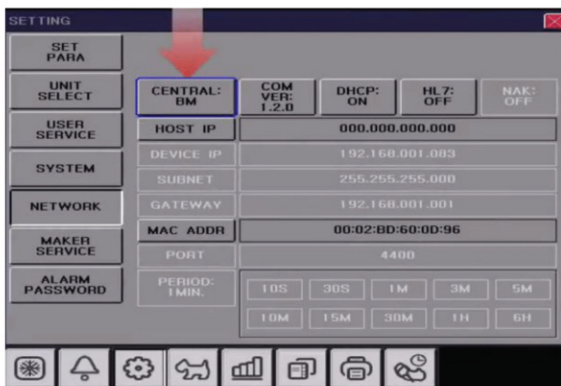 SETTING
SET
PARA
UNIT
SELECT
USER
SERVICE
SYSTEM
NETWORK
MAKER
SERVICE
ALARM
PASSWORD
CENTRAL:
BM
COM
VER:
1.2.0
DHCP:
ON
HL7:
OFF
NAK:
OFF
HOST IP 000.000.000.000
DEVICE IP 192.168.001.083
SUBNET 255.255.255.000
GATEWAY 192.168.001.001
MAC ADDR 00:02:BD:60:0D:96
PORT 4400
PERIOD:
1MIN.
10S 30S 1M 3M 5M
10M 15M 30M 1H 6H